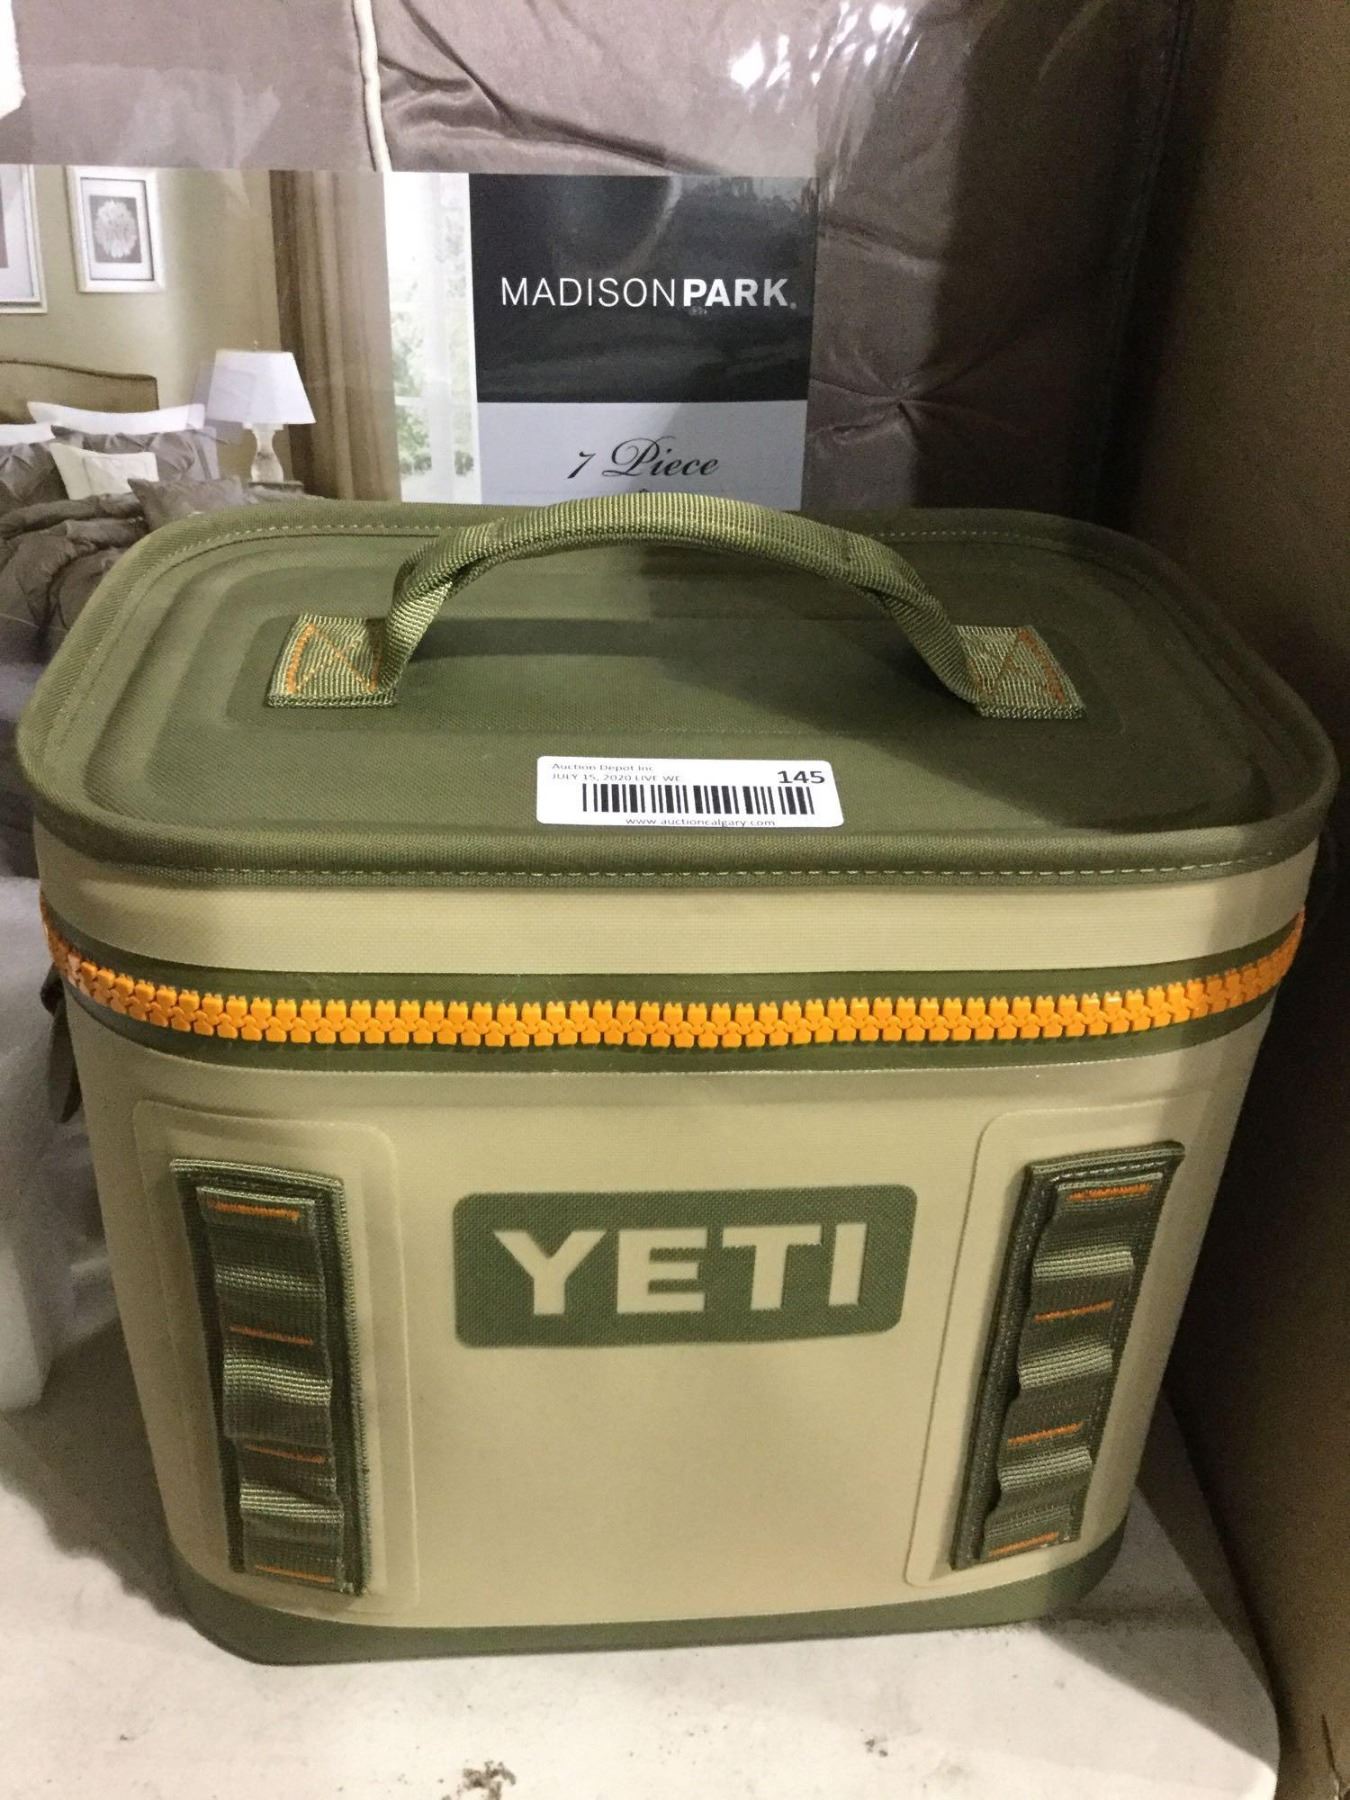 MADISONPARK®
7 Piece
Auction Depot Inc
JULY 15, 2020 LIVE WE
145
www.auctioncalgary.com
YETI